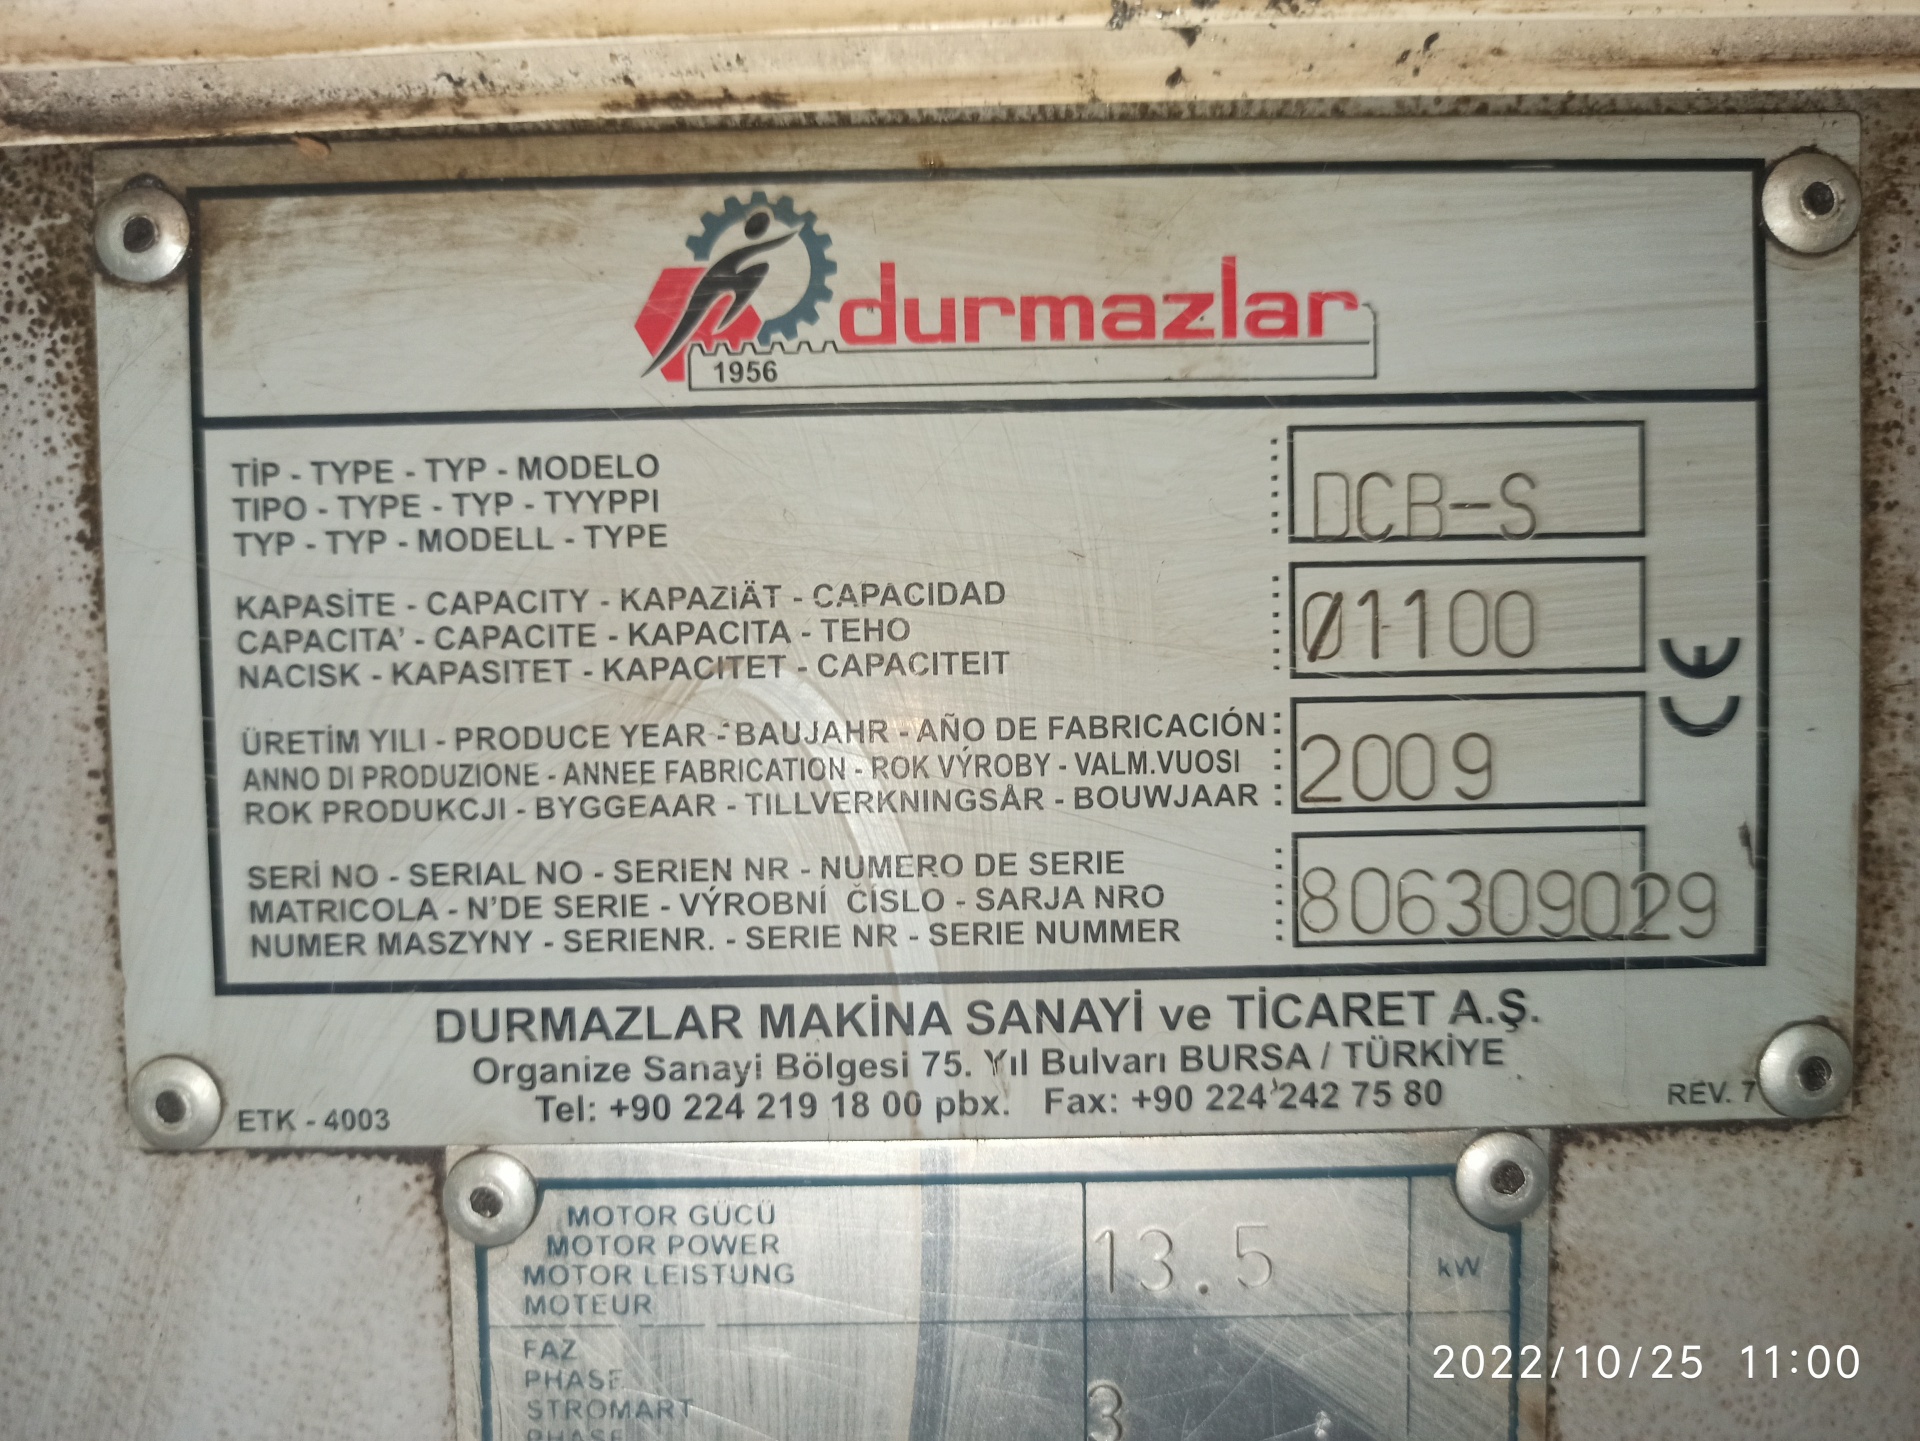 durmazlar
1956
TİP - TYPE - TYP - MODELO
TIPO - TYPE - TYP - TYYPPI
TYP - TYP - MODELL - TYPE
: DCB-S
KAPASİTE - CAPACITY - KAPAZIÄT - CAPACIDAD
CAPACITA' - CAPACITE - KAPACITA - TEHO
NACISK - KAPASITET - KAPACITET - CAPACITEIT
: Ø1100
ÜRETİM YILI - PRODUCE YEAR - BAUJAHR - AÑO DE FABRICACIÓN :
ANNO DI PRODUZIONE - ANNEE FABRICATION - ROK VÝROBY - VALM.VUOSI :
ROK PRODUKCJI - BYGGEAAR - TILLVERKNINGSÅR - BOUWJAAR :
2009
CE
SERİ NO - SERIAL NO - SERIEN NR - NUMERO DE SERIE
MATRICOLA - N'DE SERIE - VÝROBNÍ ČÍSLO - SARJA NRO
NUMER MASZYNY - SERIENR. - SERIE NR - SERIE NUMMER
: 806309029
DURMAZLAR MAKİNA SANAYİ ve TİCARET A.Ş.
Organize Sanayi Bölgesi 75. Yıl Bulvarı BURSA / TÜRKİYE
Tel: +90 224 219 18 00 pbx. Fax: +90 224 242 75 80
ETK - 4003
REV. 7
MOTOR GÜCÜ
MOTOR POWER
MOTOR LEISTUNG
MOTEUR
13.5 kW
FAZ
PHASE
STROMART
PHASE
3
2022/10/25 11:00